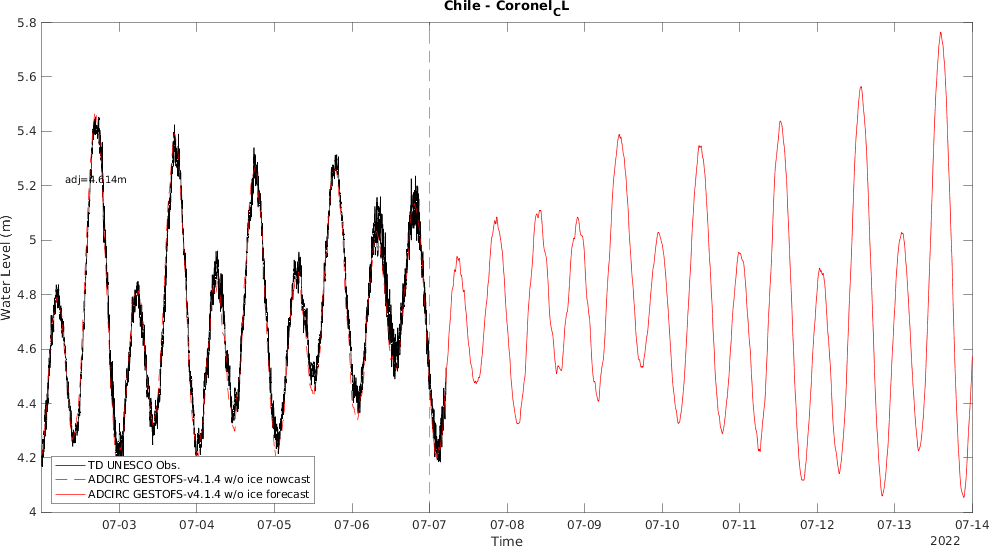 Chile - Coronel_CL
5.8
5.6
5.4
5.2
5
4.8
4.6
4.4
4.2
4
Water Level (m)
adj=4.614m
TD UNESCO Obs.
ADCIRC GESTOFS-v4.1.4 w/o ice nowcast
ADCIRC GESTOFS-v4.1.4 w/o ice forecast
07-03 07-04 07-05 07-06 07-07 07-08 07-09 07-10 07-11 07-12 07-13 07-14
Time
2022